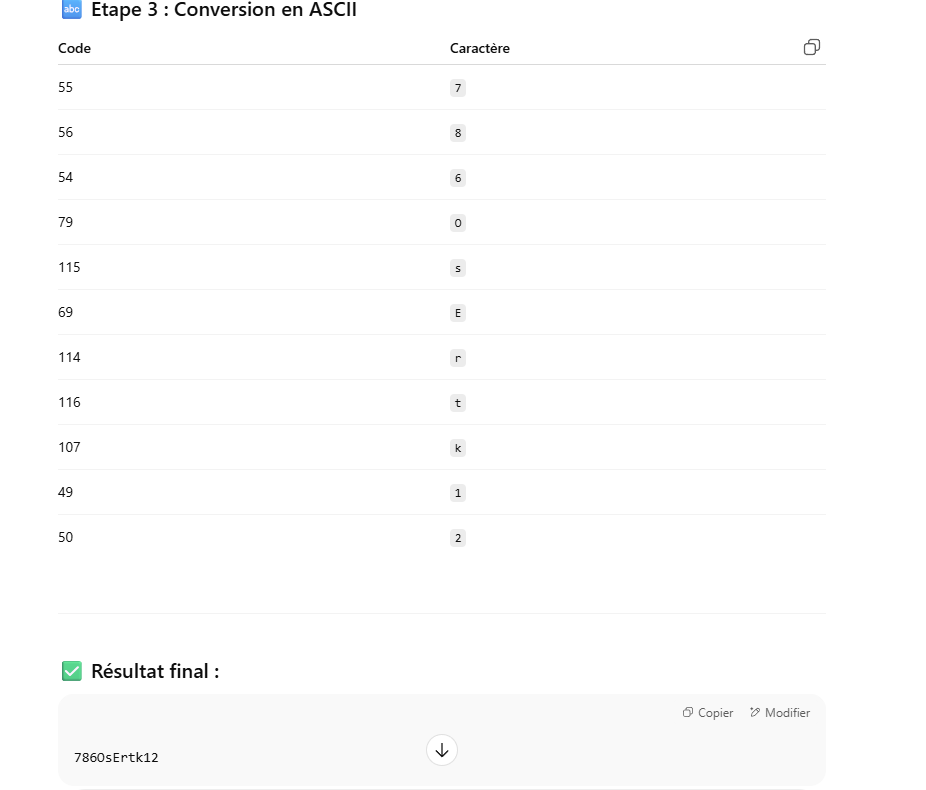 Etape 3 : Conversion en ASCII
Code Caractère
55 7
56 8
54 6
79 O
115 s
69 E
114 r
116 t
107 k
49 1
50 2
Résultat final :
Copier Modifier
786OsErtk12